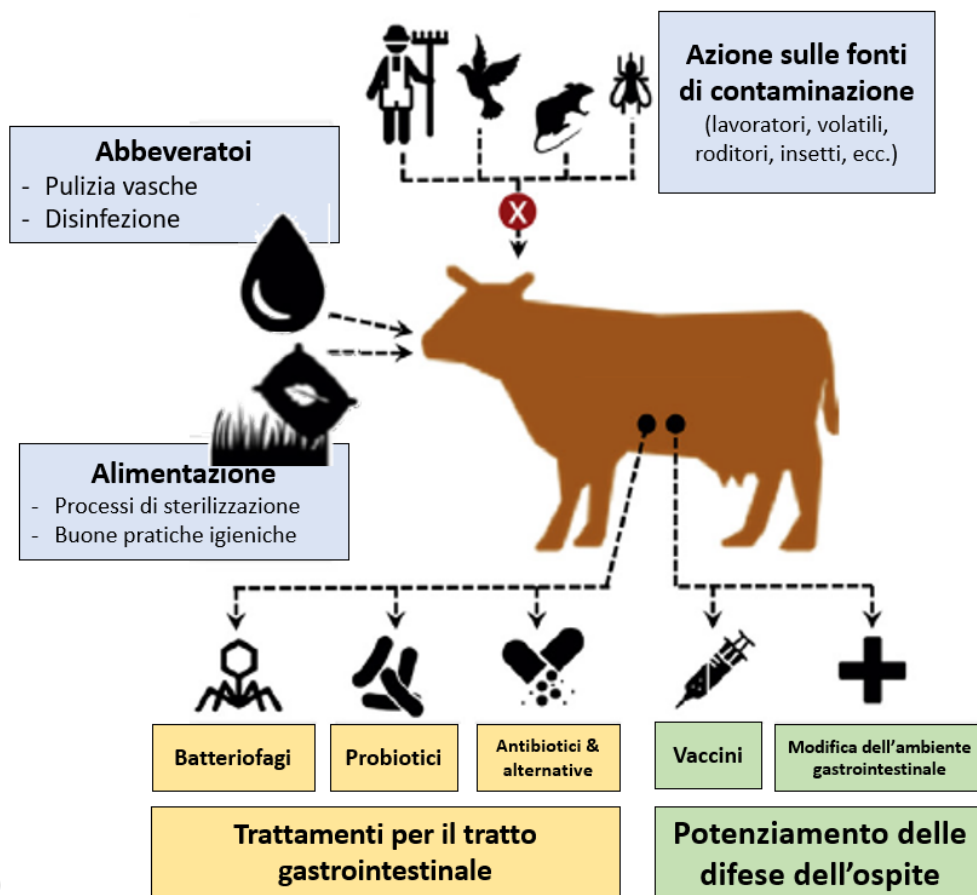 Azione sulle fonti
di contaminazione
(lavoratori, volatili,
roditori, insetti, ecc.)
Abbeveratoi
- Pulizia vasche
- Disinfezione
X
Alimentazione
- Processi di sterilizzazione
- Buone pratiche igieniche
Batteriofagi
Probiotici
Antibiotici &
alternative
Vaccini
Modifica dell’ambiente
gastrointestinale
Trattamenti per il tratto
gastrointestinale
Potenziamento delle
difese dell’ospite